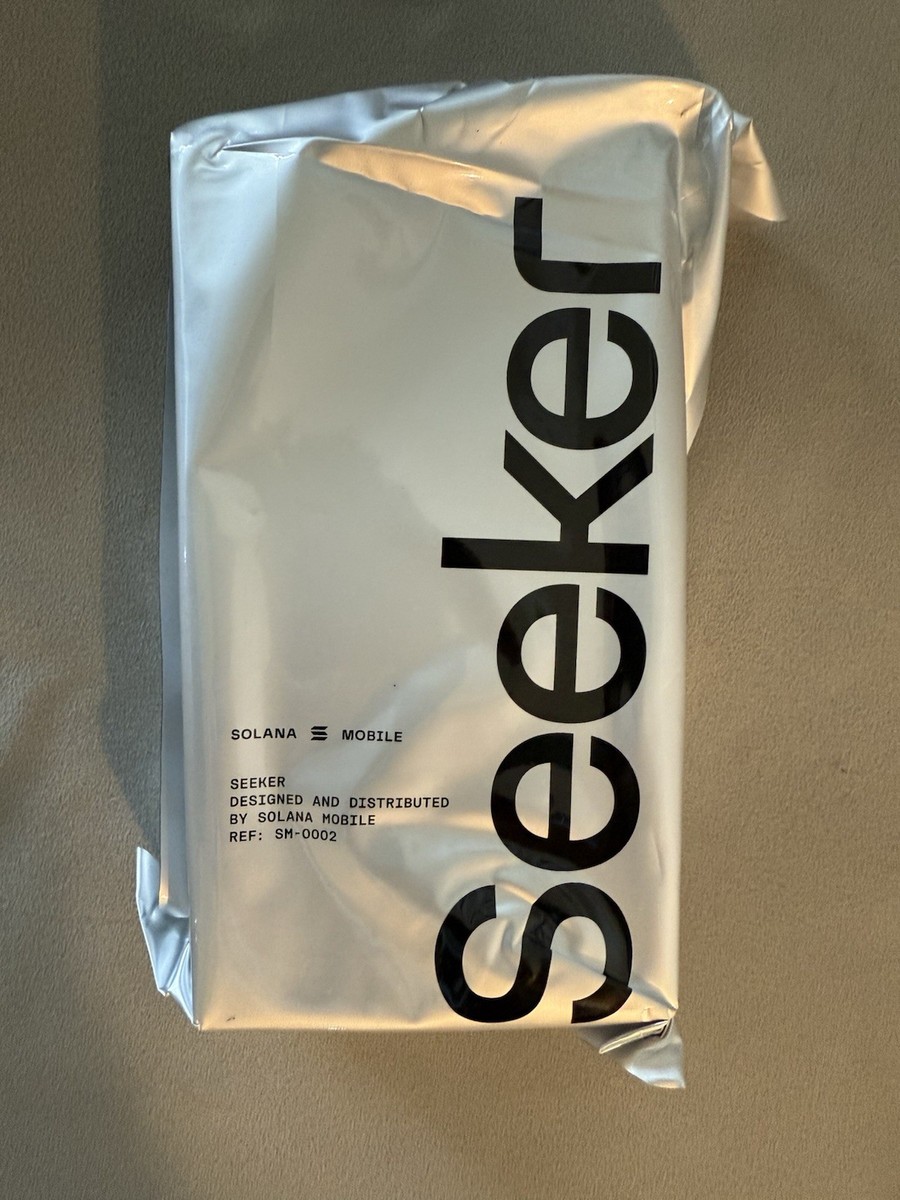 Seeker
SOLANA MOBILE
SEEKER
DESIGNED AND DISTRIBUTED
BY SOLANA MOBILE
REF: SM-0002